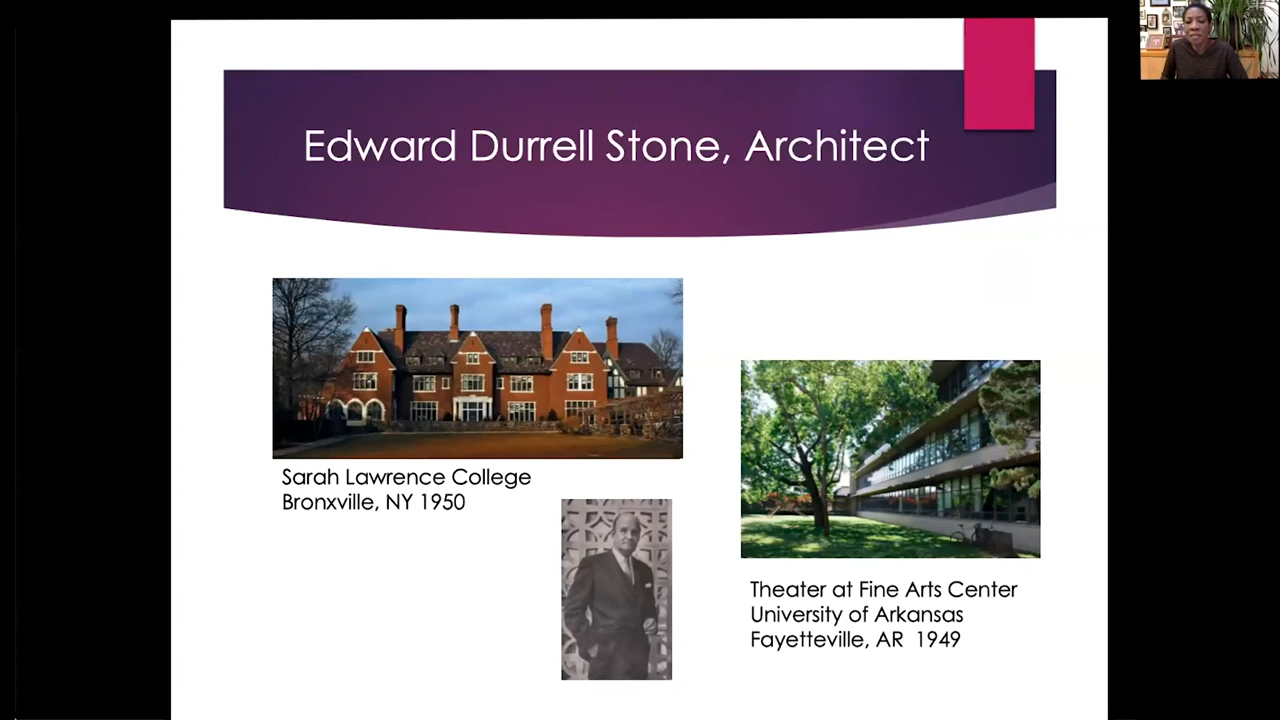 Edward Durrell Stone, Architect
Sarah Lawrence College
Bronxville, NY 1950
Theater at Fine Arts Center
University of Arkansas
Fayetteville, AR 1949